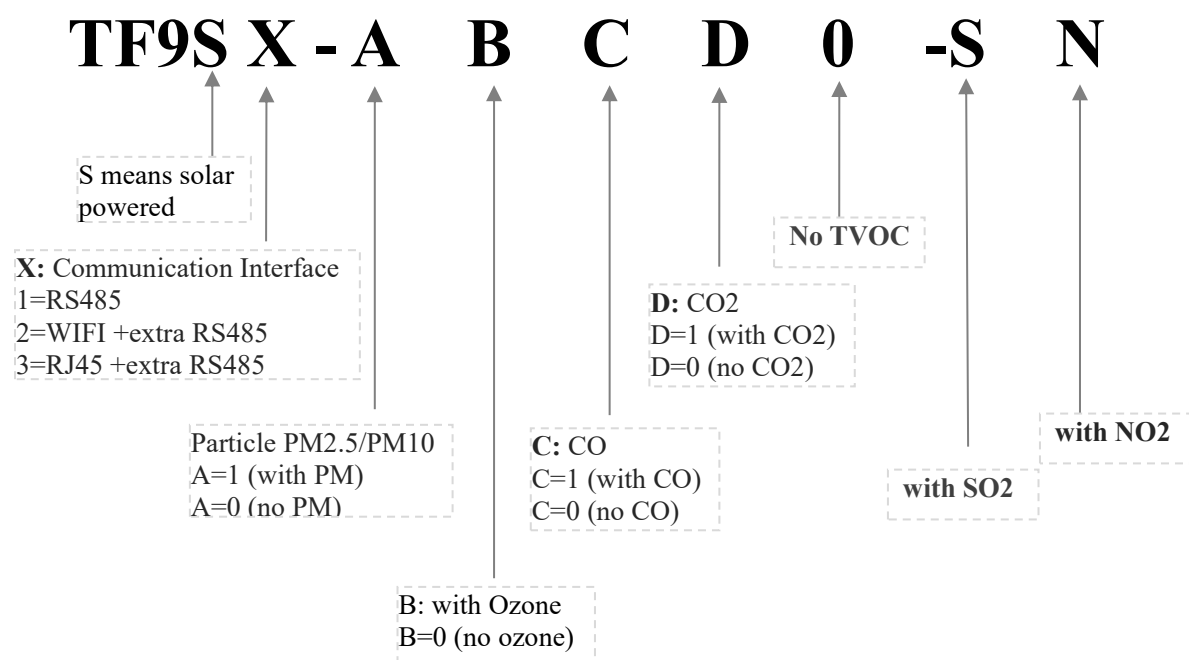 TF9S X - A B C D 0 -S N
S means solar
powered
X: Communication Interface
1=RS485
2=WIFI +extra RS485
3=RJ45 +extra RS485
No TVOC
D: CO2
D=1 (with CO2)
D=0 (no CO2)
Particle PM2.5/PM10
A=1 (with PM)
A=0 (no PM)
C: CO
C=1 (with CO)
C=0 (no CO)
with SO2
with NO2
B: with Ozone
B=0 (no ozone)